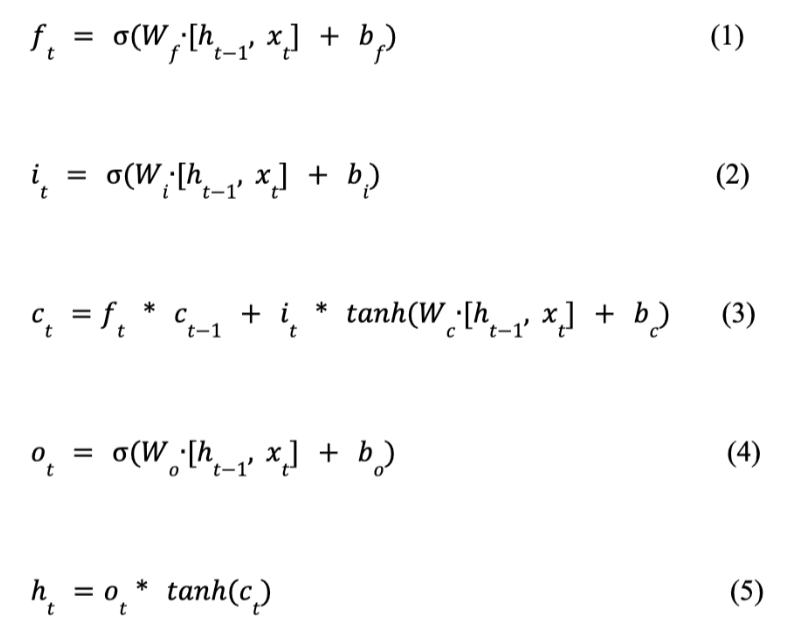 f_t = σ(W_f·[h_{t−1}, x_t] + b_f) (1)
i_t = σ(W_i·[h_{t−1}, x_t] + b_i) (2)
c_t = f_t * c_{t−1} + i_t * tanh(W_c·[h_{t−1}, x_t] + b_c) (3)
o_t = σ(W_o·[h_{t−1}, x_t] + b_o) (4)
h_t = o_t * tanh(c_t) (5)